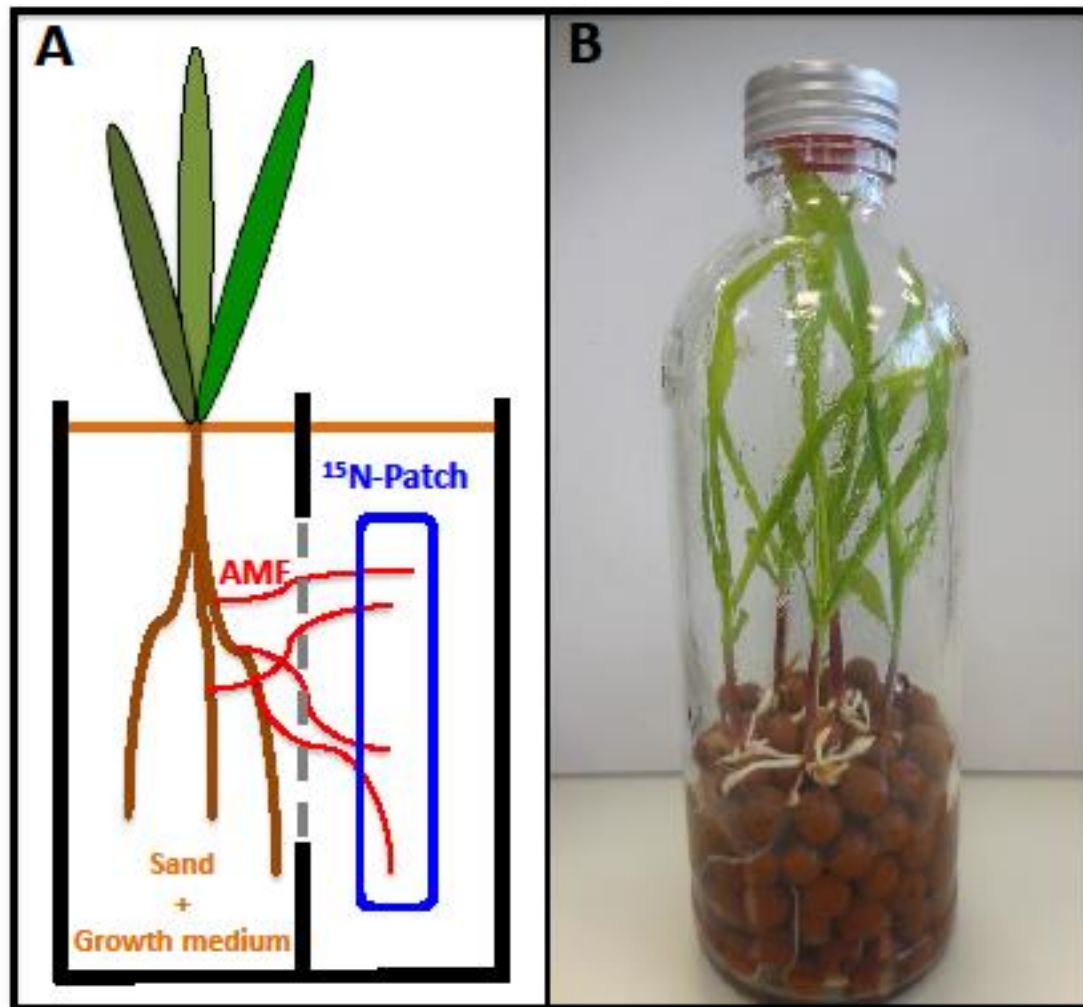 A
B
¹⁵N-Patch
AMF
Sand
+
Growth medium